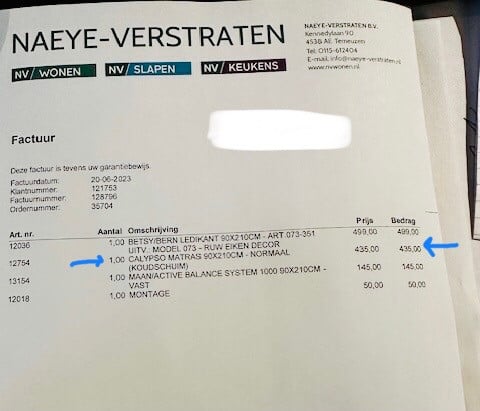 NAEYE-VERSTRATEN
NV/ WONEN NV/ SLAPEN NV/ KEUKENS
NAEYE-VERSTRATEN B.V.
Kennedylaan 90
4538 AE Terneuzen
Tel: 0115-612404
E-mail: info@naeye-verstraten.nl
www.nvwonen.nl
Factuur
Deze factuur is tevens uw garantiebewijs.
Factuurdatum: 20-06-2023
Klantnummer: 121753
Factuurnummer: 128796
Ordernummer: 35704
Art. nr. Aantal Omschrijving Prijs Bedrag
12036 1,00 BETSY/BERN LEDIKANT 90X210CM - ART 073-351 499,00 499,00
UITV. MODEL 073 - RUW EIKEN DECOR
12754 1,00 CALYPSO MATRAS 90X210CM - NORMAAL 435,00 435,00
(KOUDSCHUIM)
13154 1,00 MAAN/ACTIVE BALANCE SYSTEM 1000 90X210CM - 145,00 145,00
VAST
12018 1,00 MONTAGE 50,00 50,00